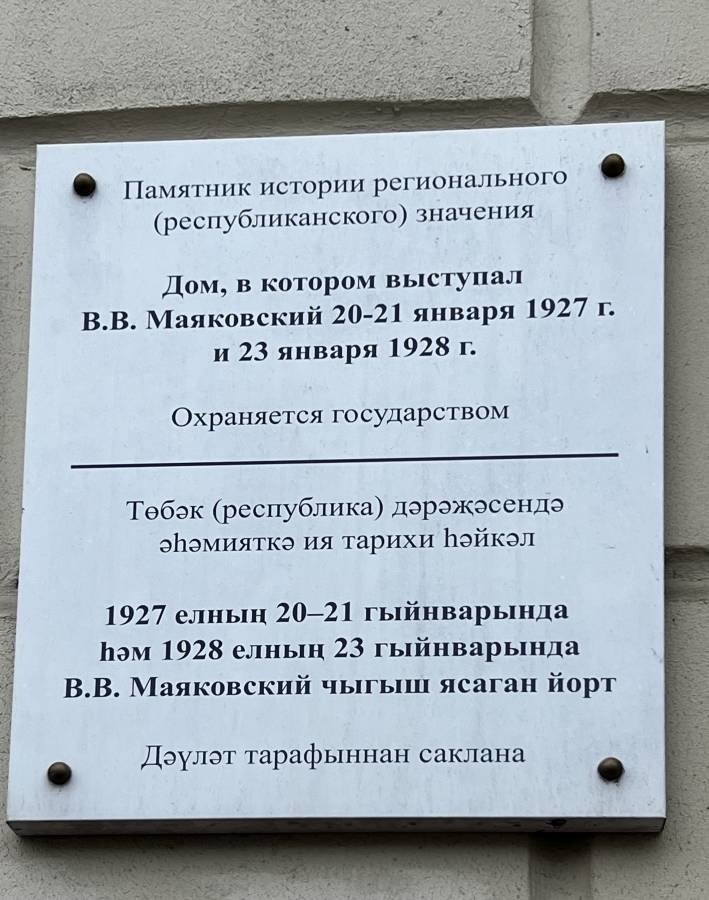 Памятник истории регионального
(республиканского) значения
Дом, в котором выступал
В.В. Маяковский 20-21 января 1927 г.
и 23 января 1928 г.
Охраняется государством
Төбәк (республика) дәрәҗәсендә
әһәмияткә ия тарихи һәйкәл
1927 елның 20–21 гыйнварында
һәм 1928 елның 23 гыйнварында
В.В. Маяковский чыгыш ясаган йорт
Дәүләт тарафыннан саклана